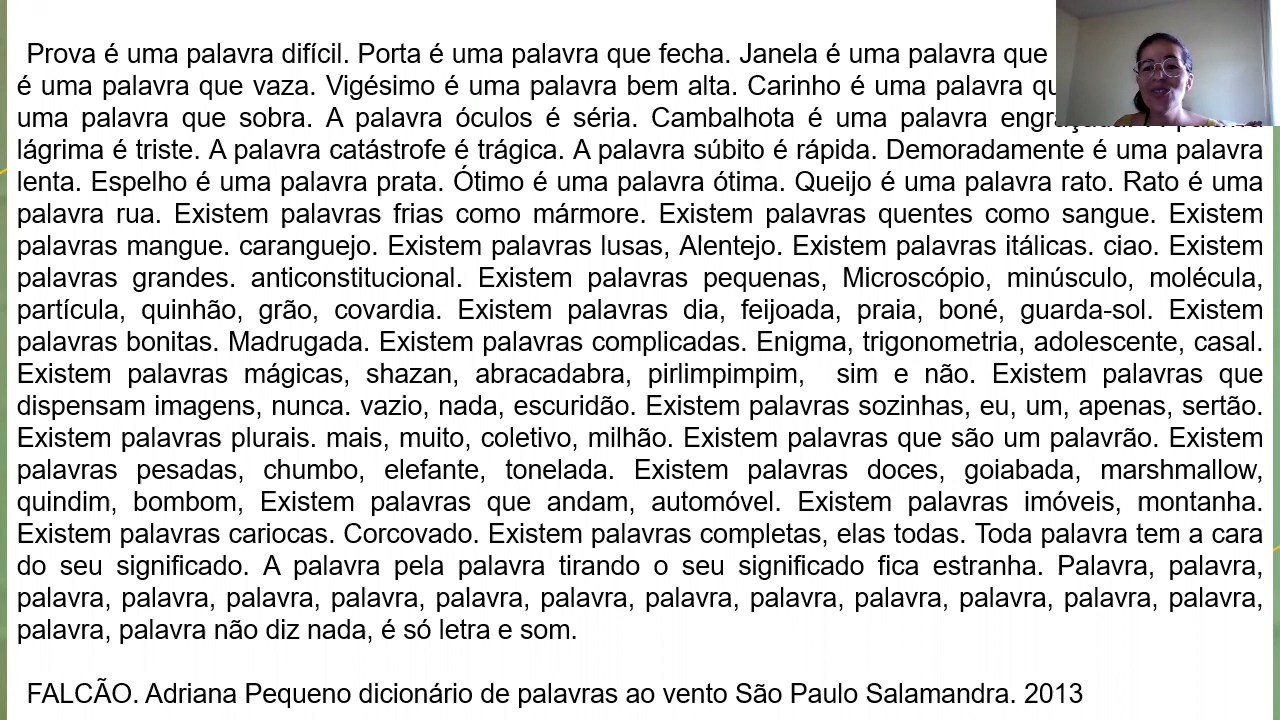 Prova é uma palavra difícil. Porta é uma palavra que fecha. Janela é uma palavra que
é uma palavra que vaza. Vigésimo é uma palavra bem alta. Carinho é uma palavra
uma palavra que sobra. A palavra óculos é séria. Cambalhota é uma palavra
lágrima é triste. A palavra catástrofe é trágica. A palavra súbito é rápida. Demoradamente é uma palavra
lenta. Espelho é uma palavra prata. Ótimo é uma palavra ótima. Queijo é uma palavra rato. Rato é uma
palavra rua. Existem palavras frias como mármore. Existem palavras quentes como sangue. Existem
palavras mangue. caranguejo. Existem palavras lusas, Alentejo. Existem palavras itálicas. ciao. Existem
palavras grandes. anticonstitucional. Existem palavras pequenas, Microscópio, minúsculo, molécula,
partícula, quinhão, grão, covardia. Existem palavras dia, feijoada, praia, boné, guarda-sol. Existem
palavras bonitas. Madrugada. Existem palavras complicadas. Enigma, trigonometria, adolescente, casal.
Existem palavras mágicas, shazan, abracadabra, pirlimpimpim, sim e não. Existem palavras que
dispensam imagens, nunca. vazio, nada, escuridão. Existem palavras sozinhas, eu, um, apenas, sertão.
Existem palavras plurais. mais, muito, coletivo, milhão. Existem palavras que são um palavrão. Existem
palavras pesadas, chumbo, elefante, tonelada. Existem palavras doces, goiabada, marshmallow,
quindim, bombom, Existem palavras que andam, automóvel. Existem palavras imóveis, montanha.
Existem palavras cariocas. Corcovado. Existem palavras completas, elas todas. Toda palavra tem a cara
do seu significado. A palavra pela palavra tirando o seu significado fica estranha. Palavra, palavra,
palavra, palavra, palavra, palavra, palavra, palavra, palavra, palavra, palavra, palavra, palavra, palavra,
palavra, palavra não diz nada, é só letra e som.
FALCÃO. Adriana Pequeno dicionário de palavras ao vento São Paulo Salamandra. 2013